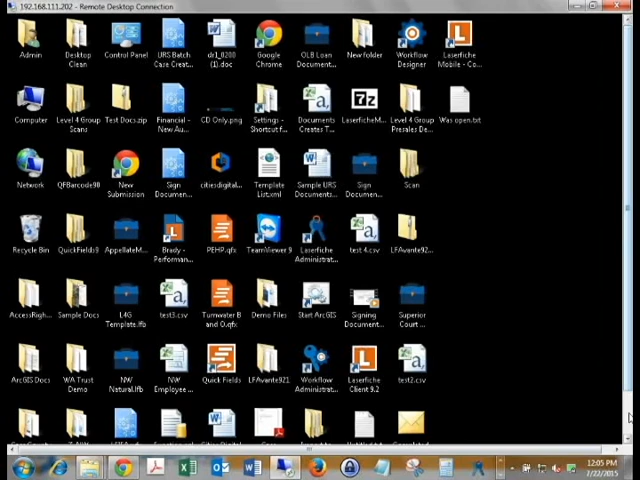 192.168.111.202 - Remote Desktop Connection
Admin
Desktop
Clean
Control Panel
URS Batch
Case Creat...
dr1_8200
(1).doc
Google
Chrome
OLB Loan
Document...
New folder
Workflow
Designer
Laserfiche
Mobile - Co...
Computer
Level 4 Group
Scans
Test Docs.zip
Financial -
New Au...
CD Only.png
Settings -
Shortcut f...
Documents
Creates T...
LaserficheM...
Level 4 Group
Presales De...
Was open.txt
Network
QFBarcode90
New
Submission
Sign
Documen...
citiesdigital...
Template
List.xml
Sample URS
Documents...
Sign
Documen...
Scan
Recycle Bin
QuickFields9
AppellateM...
Brady -
Performan...
PEHP.qfx
TeamViewer 9
Laserfiche
Administrat...
test 4.csv
LFAvante92...
AccessRigh...
Sample Docs
L4G
Template.lfb
test3.csv
Tumwater B
and O.qfx
Demo Files
Start ArcGIS
Signing
Document...
Superior
Court ...
ArcGIS Docs
WA Trust
Demo
NW
Natural.lfb
NW
Employee ...
Quick Fields
LFAvante921
Workflow
Administrat...
Laserfiche
Client 9.2
test2.csv
12:05 PM
7/22/2015